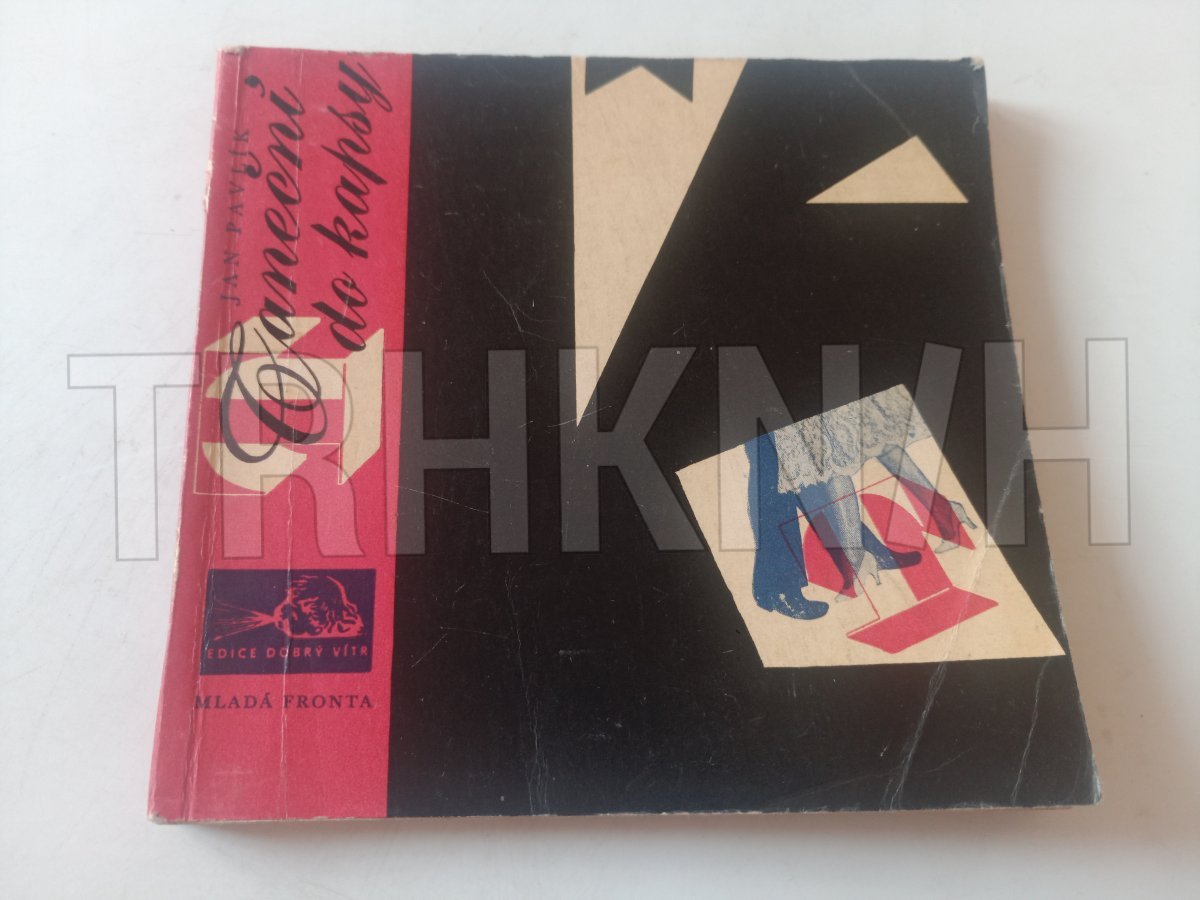 JAN PAVLÍK
Taneční
do kapsy
EDICE DOBRÝ VÍTR
MLADÁ FRONTA
TRHKNIH